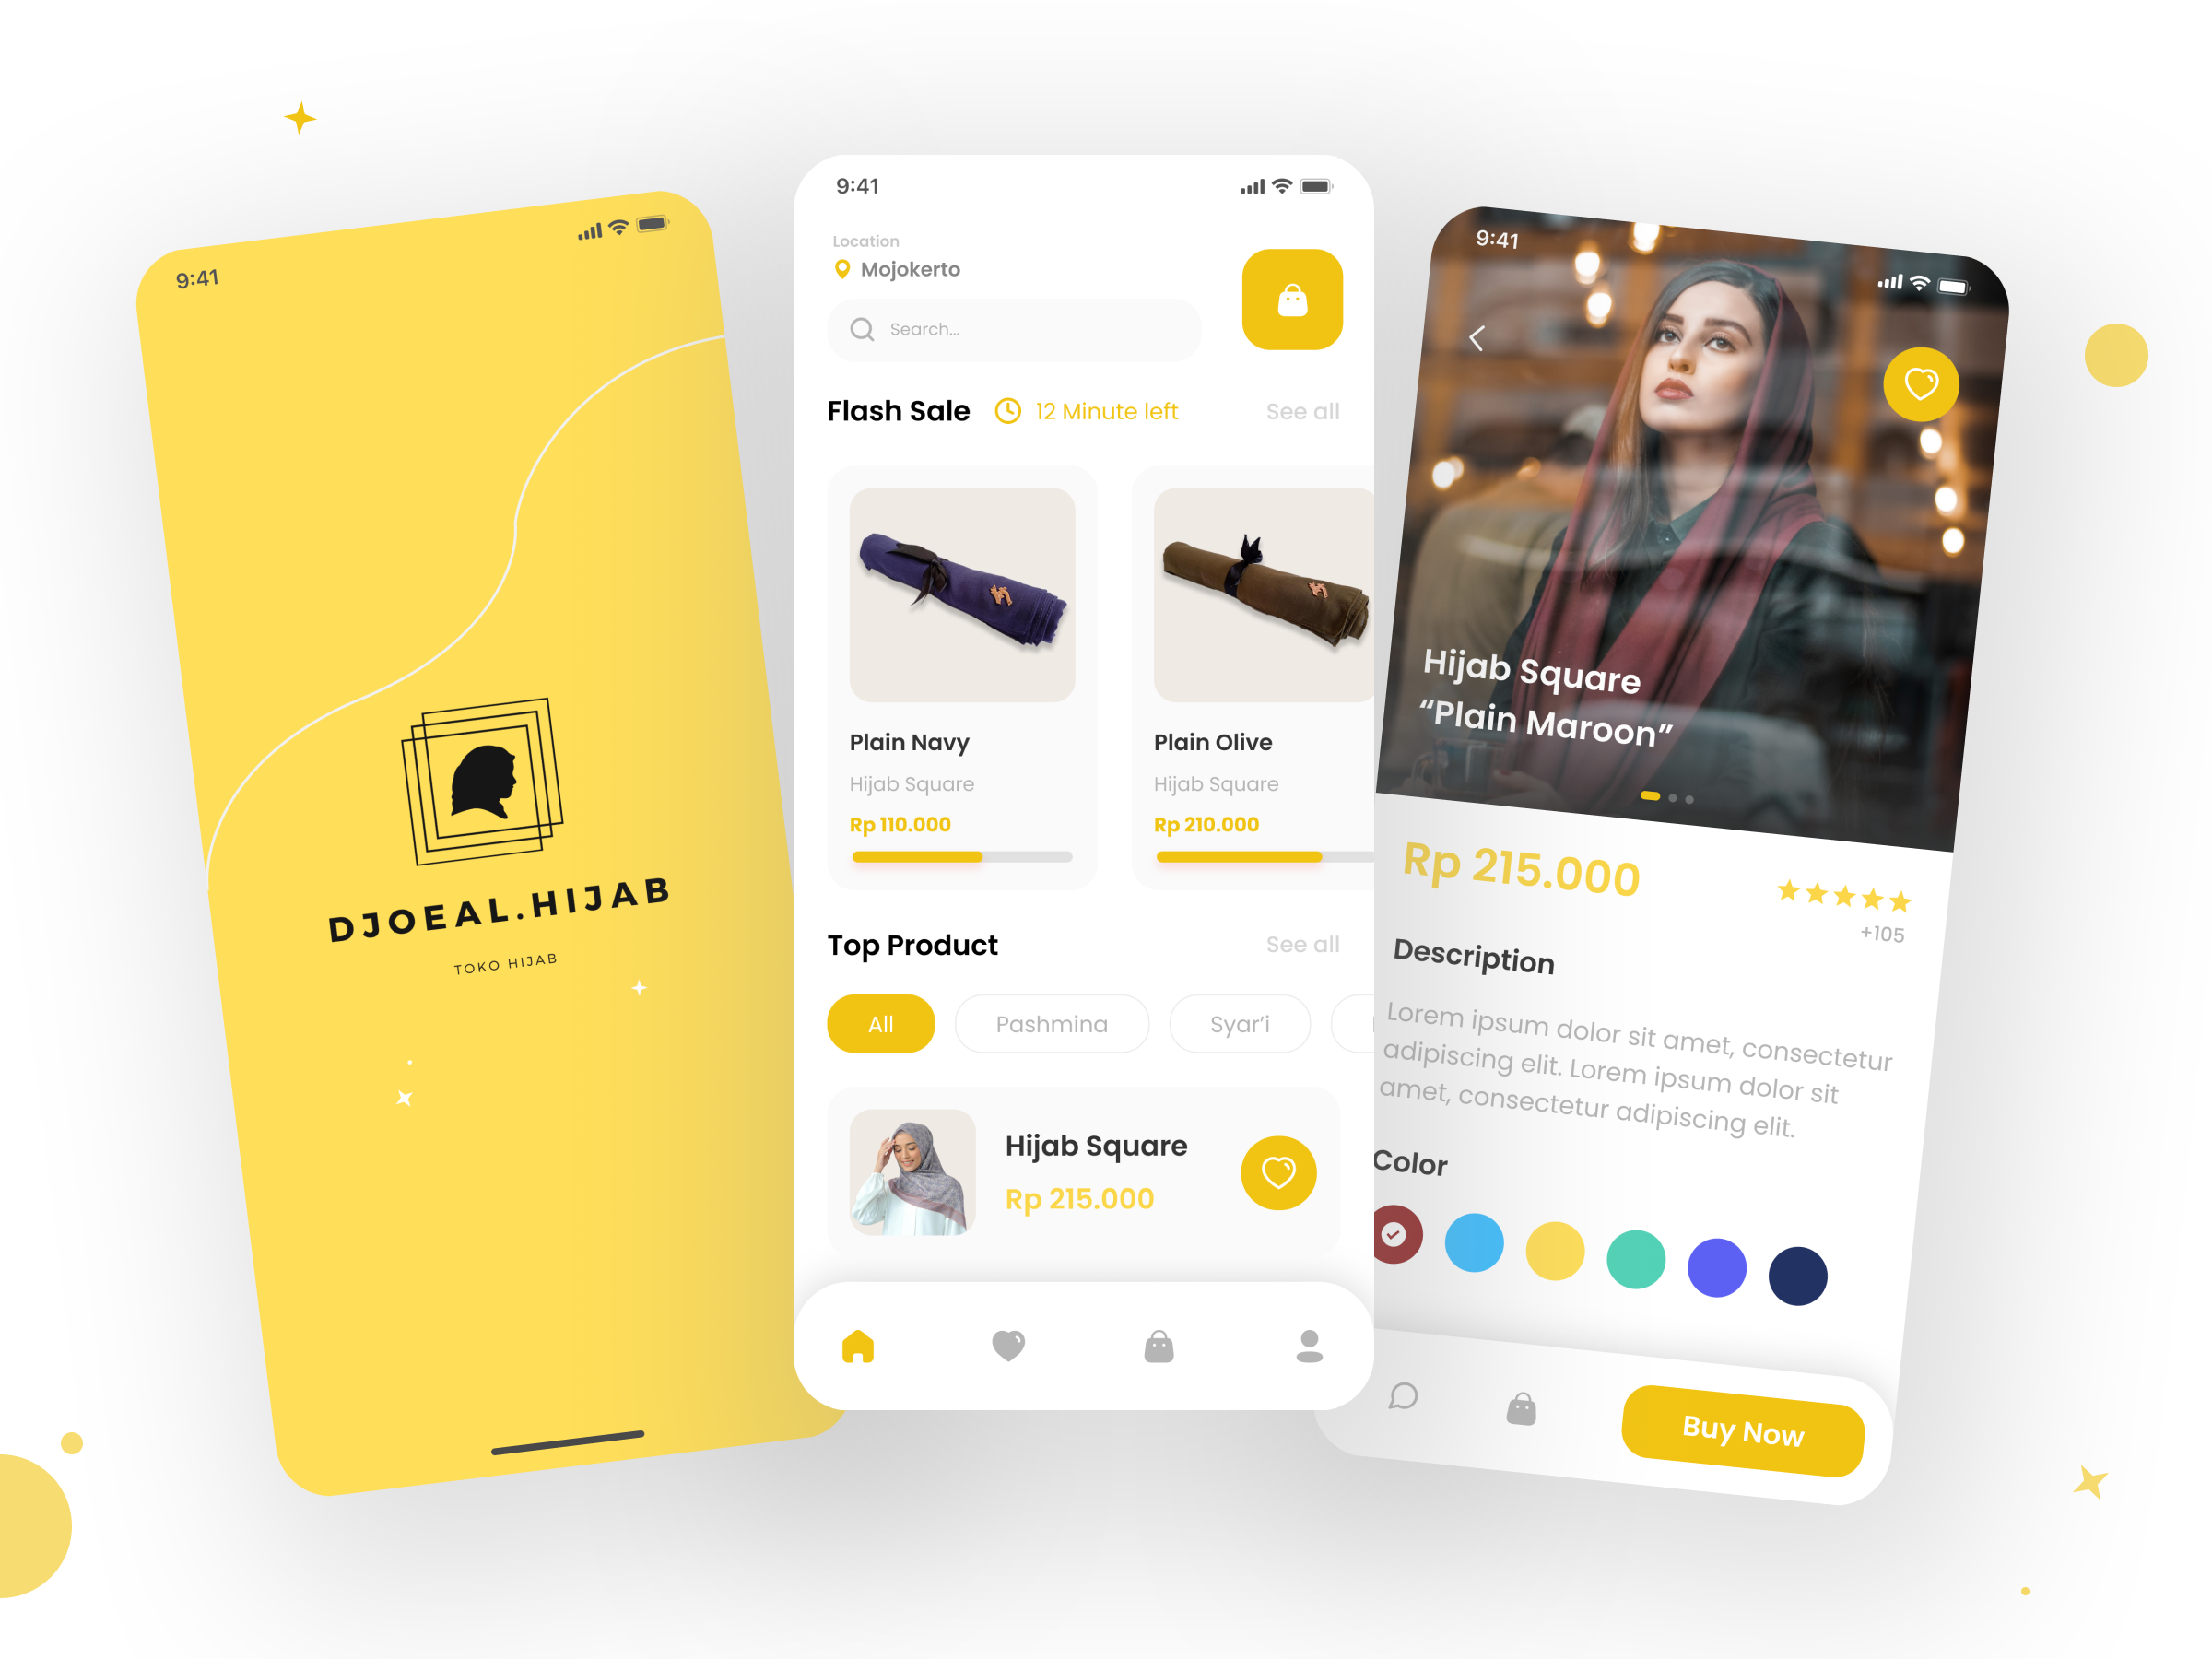 9:41
DJOEAL.HIJAB
TOKO HIJAB
9:41
Location
Mojokerto
Search...
Flash Sale
12 Minute left
See all
Plain Navy
Hijab Square
Rp 110.000
Plain Olive
Hijab Square
Rp 210.000
Top Product
See all
All
Pashmina
Syar’i
Hijab Square
Rp 215.000
9:41
Hijab Square
“Plain Maroon”
Rp 215.000
+105
Description
Lorem ipsum dolor sit amet, consectetur
adipiscing elit. Lorem ipsum dolor sit
amet, consectetur adipiscing elit.
Color
Buy Now